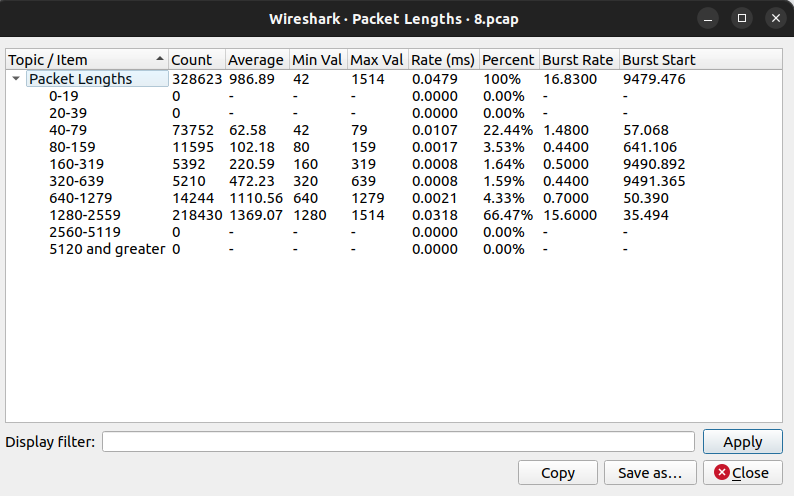 Wireshark · Packet Lengths · 8.pcap
Topic / Item Count Average Min Val Max Val Rate (ms) Percent Burst Rate Burst Start
Packet Lengths 328623 986.89 42 1514 0.0479 100% 16.8300 9479.476
0-19 0 - - - 0.0000 0.00% - -
20-39 0 - - - 0.0000 0.00% - -
40-79 73752 62.58 42 79 0.0107 22.44% 1.4800 57.068
80-159 11595 102.18 80 159 0.0017 3.53% 0.4400 641.106
160-319 5392 220.59 160 319 0.0008 1.64% 0.5000 9490.892
320-639 5210 472.23 320 639 0.0008 1.59% 0.4400 9491.365
640-1279 14244 1110.56 640 1279 0.0021 4.33% 0.7000 50.390
1280-2559 218430 1369.07 1280 1514 0.0318 66.47% 15.6000 35.494
2560-5119 0 - - - 0.0000 0.00% - -
5120 and greater 0 - - - 0.0000 0.00% - -
Display filter: Apply
Copy Save as... Close